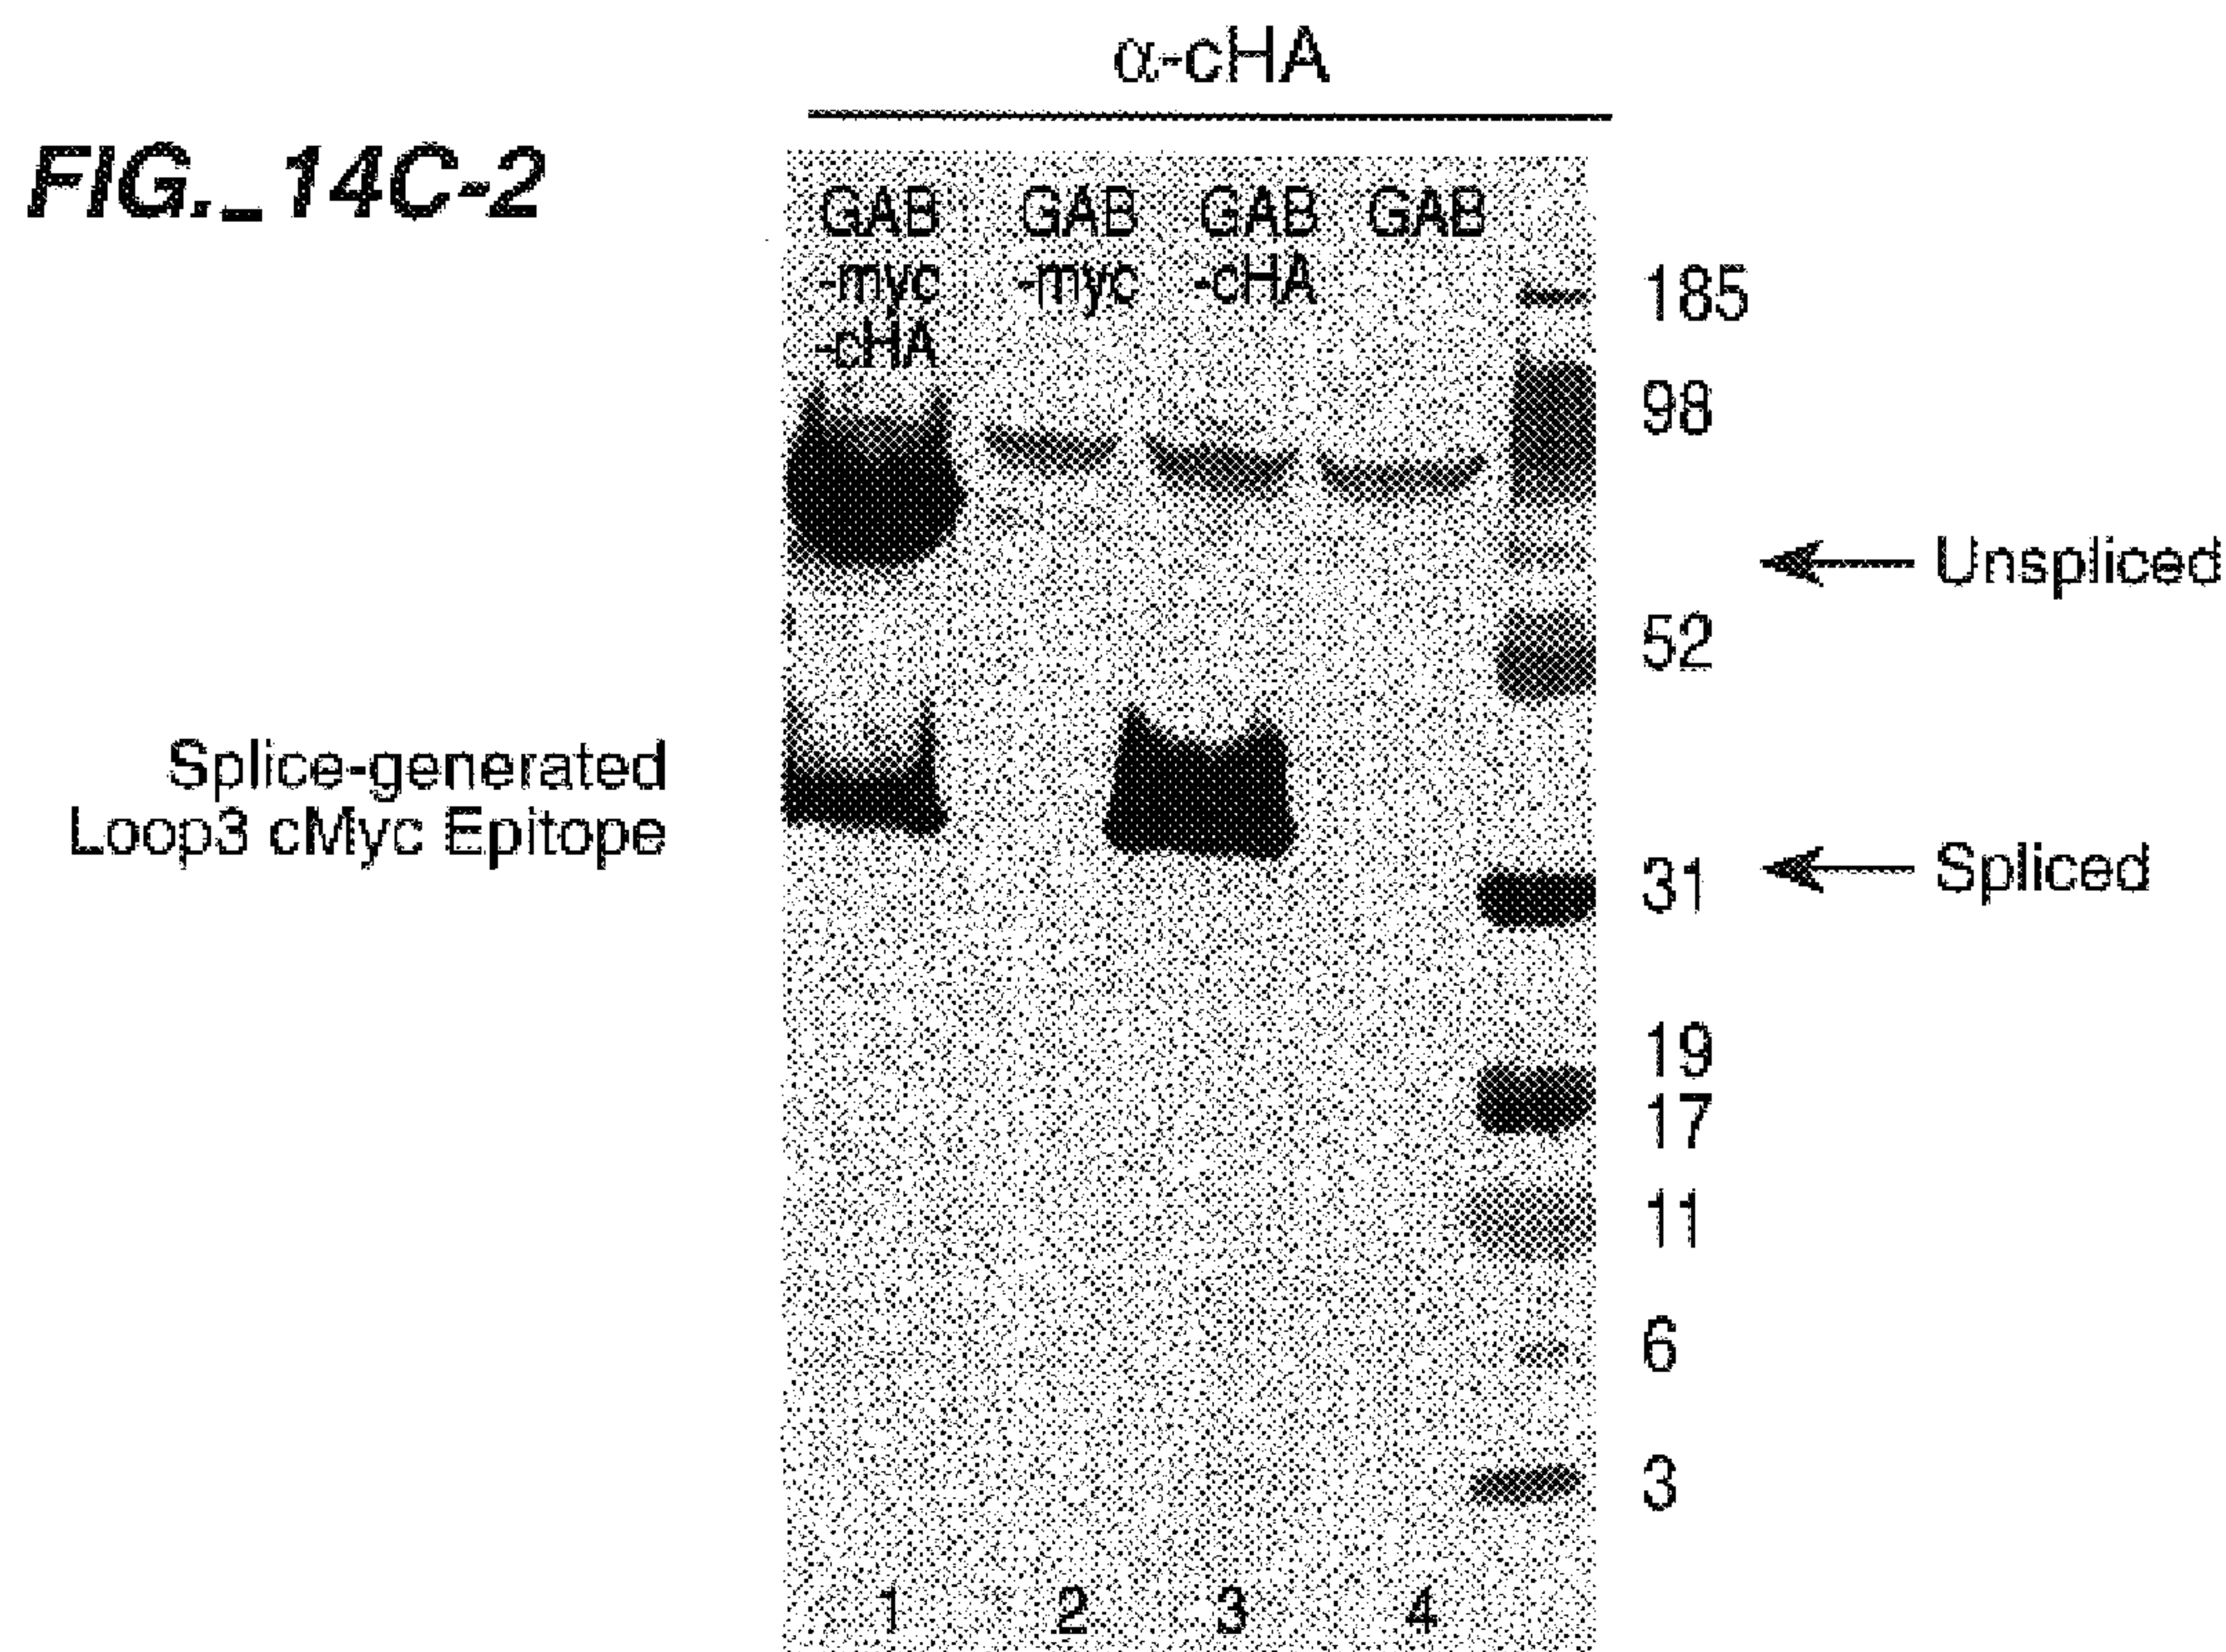 α-cHA
FIG._14C-2
GAB -myc -cHA
GAB -myc
GAB -cHA
GAB
185
98
Unspliced
52
Splice-generated
Loop3 cMyc Epitope
31
Spliced
19
17
11
6
3
1 2 3 4